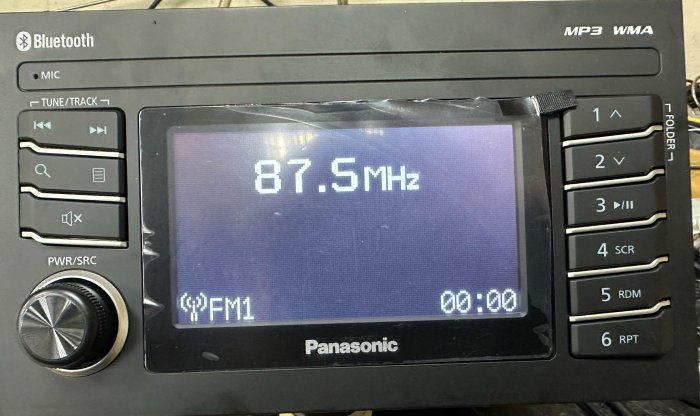 Bluetooth
MP3 WMA
MIC
TUNE/TRACK
FOLDER
1
2
3
4 SCR
5 RDM
6 RPT
PWR/SRC
87.5MHz
FM1
00:00
Panasonic